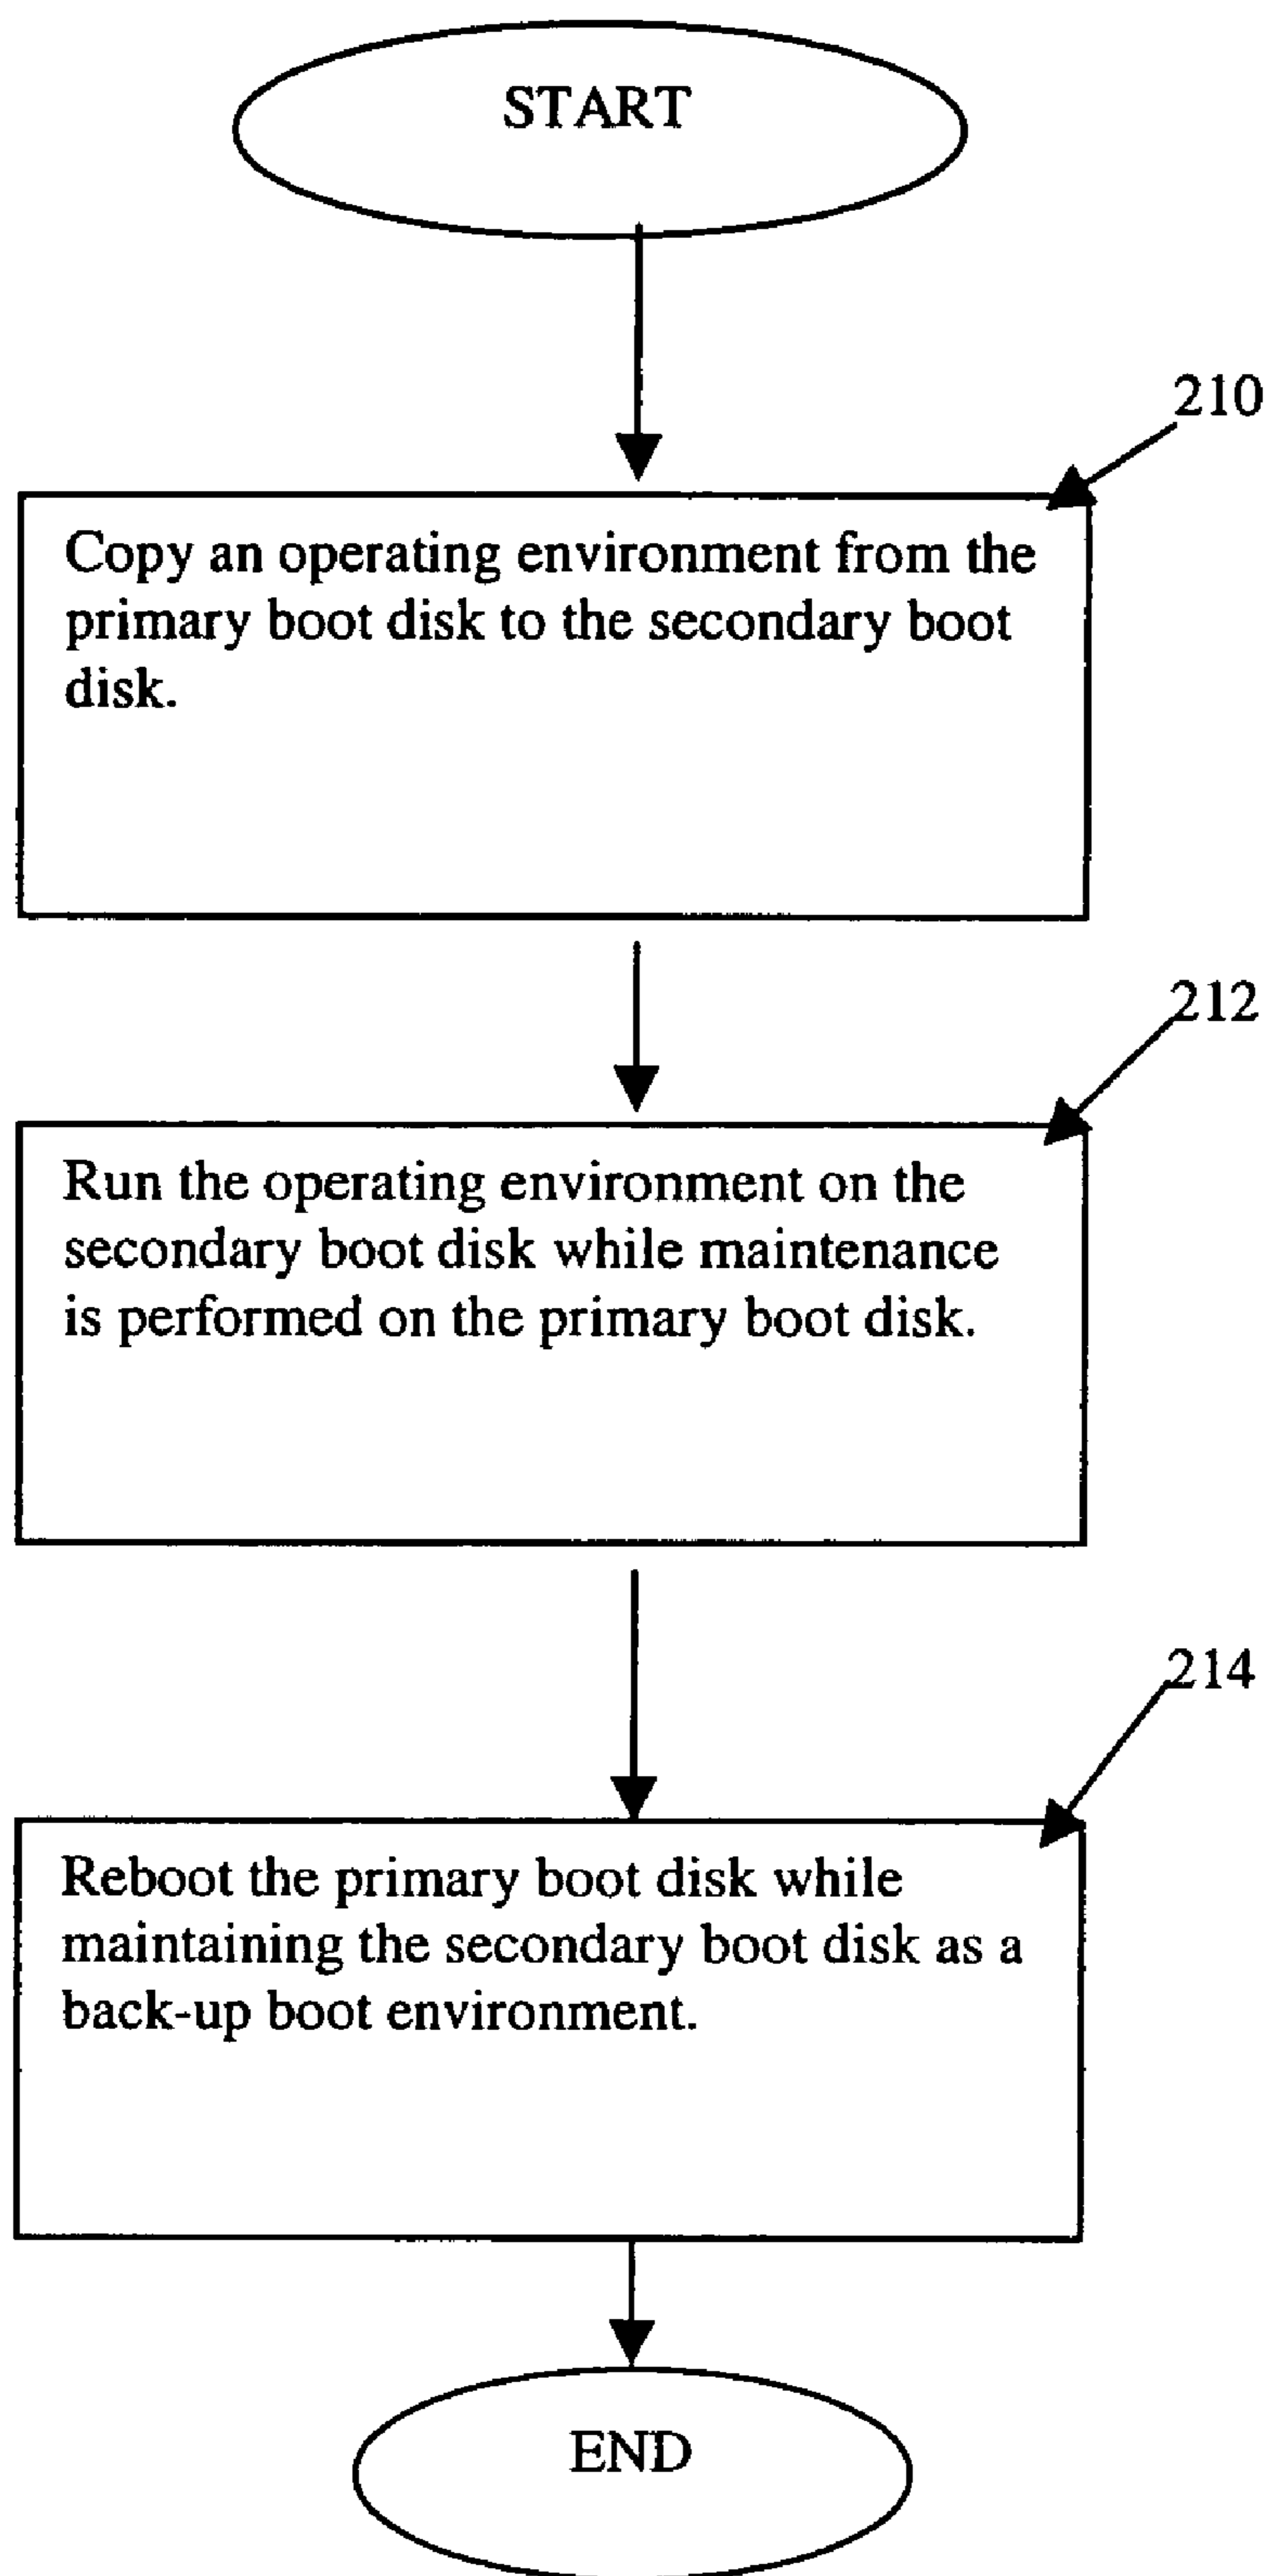 START
210
Copy an operating environment from the
primary boot disk to the secondary boot
disk.
212
Run the operating environment on the
secondary boot disk while maintenance
is performed on the primary boot disk.
214
Reboot the primary boot disk while
maintaining the secondary boot disk as a
back-up boot environment.
END